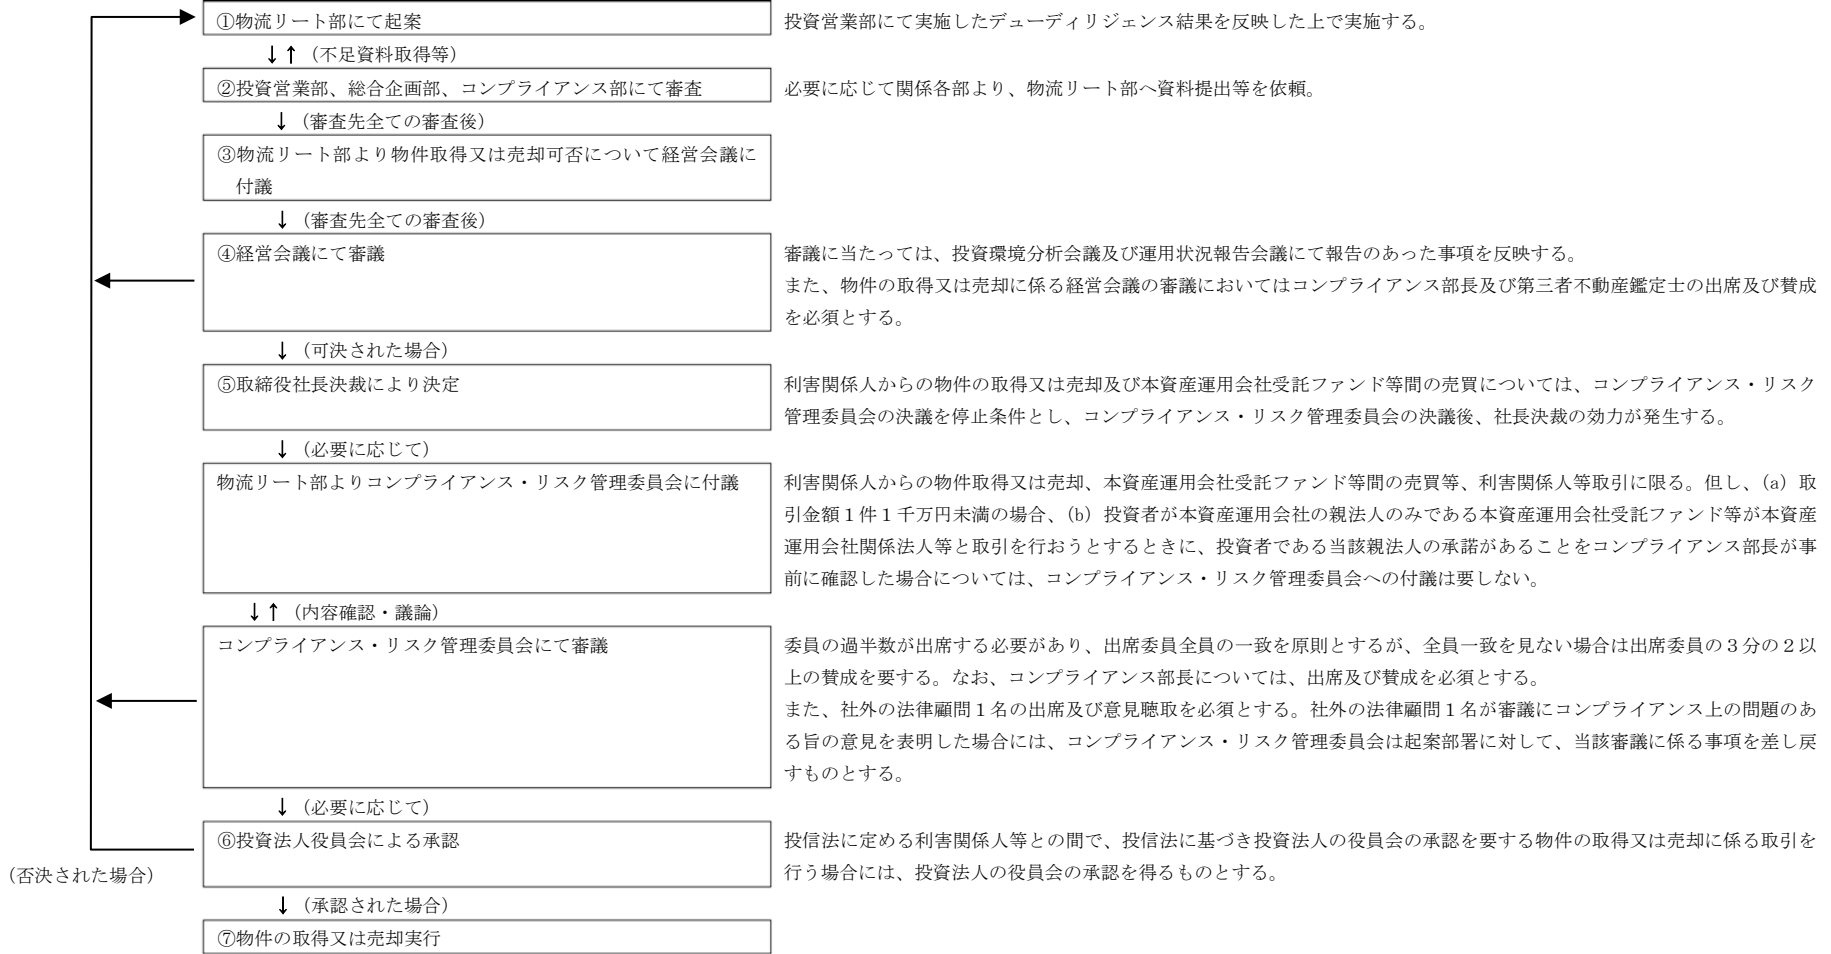 ①物流リート部にて起案
投資営業部にて実施したデューディリジェンス結果を反映した上で実施する。
↓↑（不足資料取得等）
②投資営業部、総合企画部、コンプライアンス部にて審査
必要に応じて関係各部より、物流リート部へ資料提出等を依頼。
↓（審査先全ての審査後）
③物流リート部より物件取得又は売却可否について経営会議に
付議
↓（審査先全ての審査後）
④経営会議にて審議
審議に当たっては、投資環境分析会議及び運用状況報告会議にて報告のあった事項を反映する。
また、物件の取得又は売却に係る経営会議の審議においてはコンプライアンス部長及び第三者不動産鑑定士の出席及び賛成
を必須とする。
↓（可決された場合）
⑤取締役社長決裁により決定
利害関係人からの物件の取得又は売却及び本資産運用会社受託ファンド等間の売買については、コンプライアンス・リスク
管理委員会の決議を停止条件とし、コンプライアンス・リスク管理委員会の決議後、社長決裁の効力が発生する。
↓（必要に応じて）
物流リート部よりコンプライアンス・リスク管理委員会に付議
利害関係人からの物件取得又は売却、本資産運用会社受託ファンド等間の売買等、利害関係人等取引に限る。但し、(a) 取
引金額１件１千万円未満の場合、(b) 投資者が本資産運用会社の親法人のみである本資産運用会社受託ファンド等が本資産
運用会社関係法人等と取引を行おうとするときに、投資者である当該親法人の承諾があることをコンプライアンス部長が事
前に確認した場合については、コンプライアンス・リスク管理委員会への付議は要しない。
↓↑（内容確認・議論）
コンプライアンス・リスク管理委員会にて審議
委員の過半数が出席する必要があり、出席委員全員の一致を原則とするが、全員一致を見ない場合は出席委員の３分の２以
上の賛成を要する。なお、コンプライアンス部長については、出席及び賛成を必須とする。
また、社外の法律顧問１名の出席及び意見聴取を必須とする。社外の法律顧問１名が審議にコンプライアンス上の問題のあ
る旨の意見を表明した場合には、コンプライアンス・リスク管理委員会は起案部署に対して、当該審議に係る事項を差し戻
すものとする。
↓（必要に応じて）
⑥投資法人役員会による承認
投信法に定める利害関係人等との間で、投信法に基づき投資法人の役員会の承認を要する物件の取得又は売却に係る取引を
行う場合には、投資法人の役員会の承認を得るものとする。
（否決された場合）
↓（承認された場合）
⑦物件の取得又は売却実行